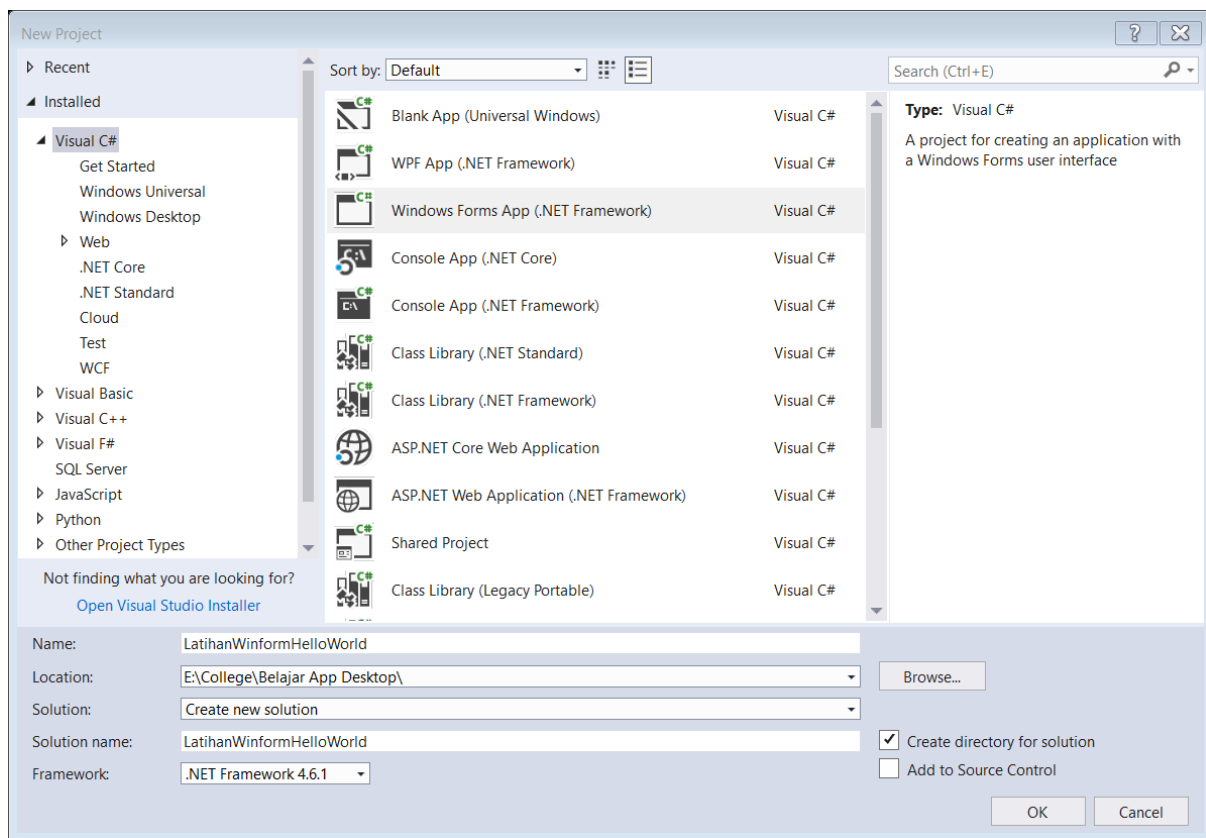 New Project
Recent
Installed
Visual C#
Get Started
Windows Universal
Windows Desktop
Web
.NET Core
.NET Standard
Cloud
Test
WCF
Visual Basic
Visual C++
Visual F#
SQL Server
JavaScript
Python
Other Project Types
Not finding what you are looking for?
Open Visual Studio Installer
Sort by: Default
Blank App (Universal Windows) Visual C#
WPF App (.NET Framework) Visual C#
Windows Forms App (.NET Framework) Visual C#
Console App (.NET Core) Visual C#
Console App (.NET Framework) Visual C#
Class Library (.NET Standard) Visual C#
Class Library (.NET Framework) Visual C#
ASP.NET Core Web Application Visual C#
ASP.NET Web Application (.NET Framework) Visual C#
Shared Project Visual C#
Class Library (Legacy Portable) Visual C#
Search (Ctrl+E)
Type: Visual C#
A project for creating an application with
a Windows Forms user interface
Name: LatihanWinformHelloWorld
Location: E:\College\Belajar App Desktop\
Browse...
Solution: Create new solution
Solution name: LatihanWinformHelloWorld
Create directory for solution
Framework: .NET Framework 4.6.1
Add to Source Control
OK Cancel